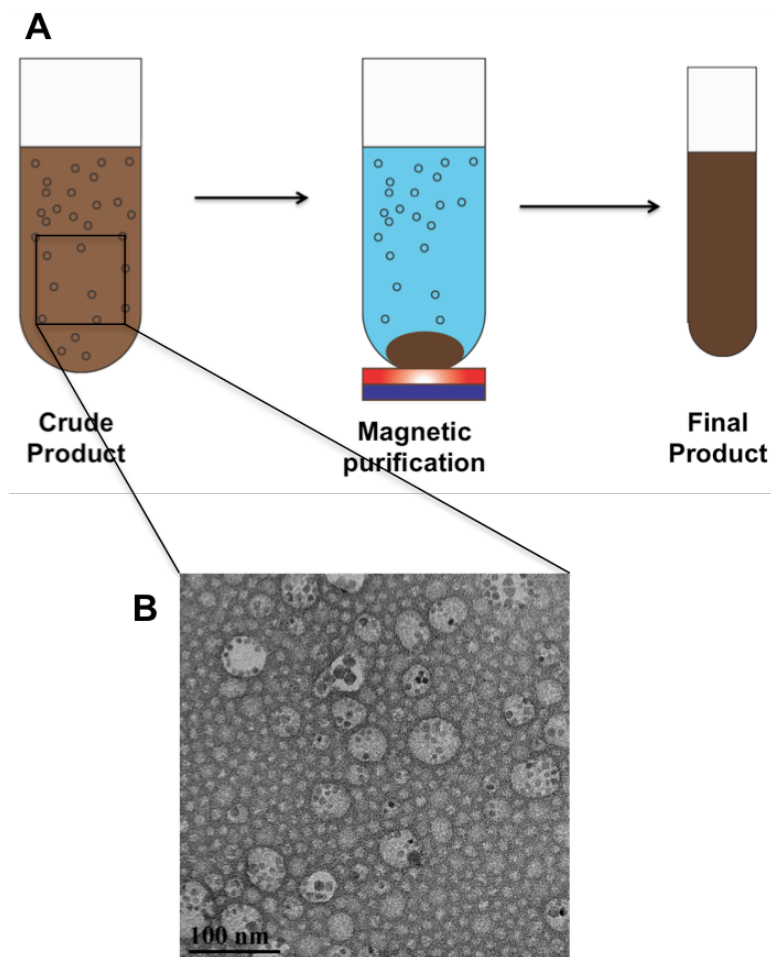 A
Crude
Product
Magnetic
purification
Final
Product
B
100 nm